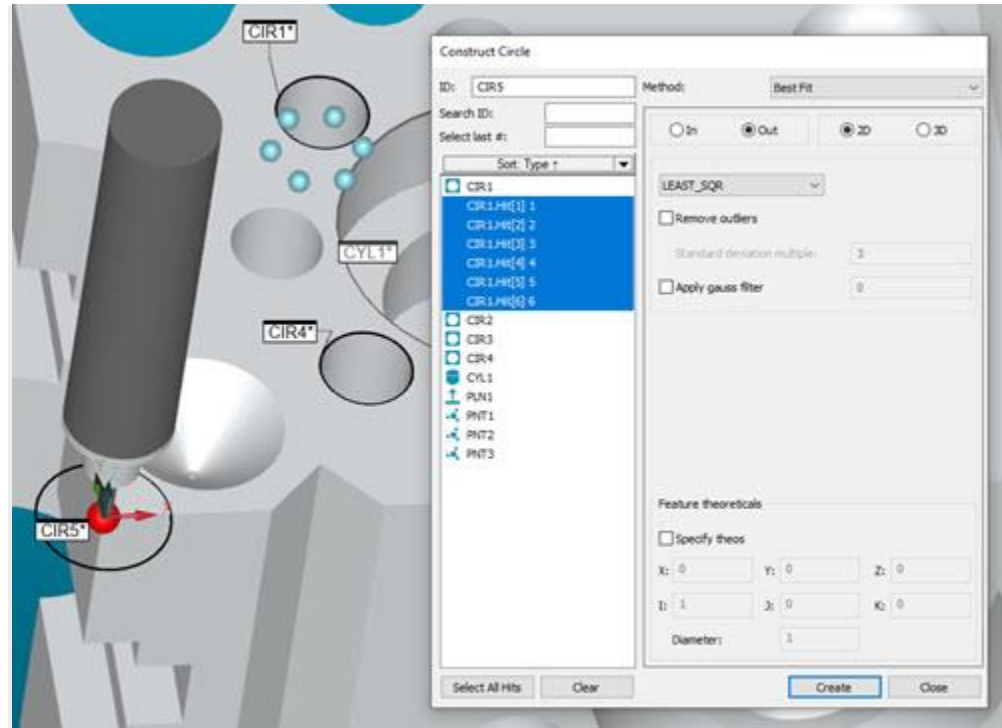 CIR1*
CYL1*
CIR4*
CIR5*
Construct Circle
ID: CIR5
Search ID:
Select last #:
Sort: Type ↑
CIR1
CIR1.Hit[1] 1
CIR1.Hit[2] 2
CIR1.Hit[3] 3
CIR1.Hit[4] 4
CIR1.Hit[5] 5
CIR1.Hit[6] 6
CIR2
CIR3
CIR4
CYL1
PLN1
PNT1
PNT2
PNT3
Select All Hits Clear
Method: Best Fit
In Out 2D 3D
LEAST_SQR
Remove outliers
Standard deviation multiple: 3
Apply gauss filter 0
Feature theoreticals
Specify theos
X: 0 Y: 0 Z: 0
I: 1 J: 0 K: 0
Diameter: 1
Create Close